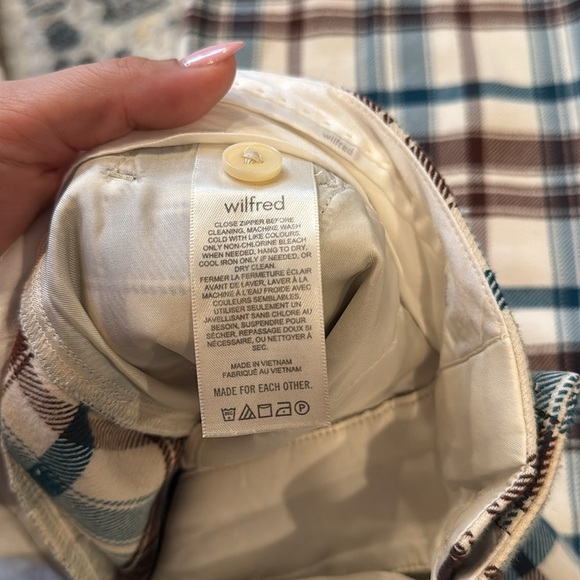 wilfred
wilfred
CLOSE ZIPPER BEFORE
CLEANING, MACHINE WASH
COLD WITH LIKE COLOURS,
ONLY NON-CHLORINE BLEACH
WHEN NEEDED, HANG TO DRY,
COOL IRON ONLY IF NEEDED, OR
DRY CLEAN.
FERMER LA FERMETURE ÉCLAIR
AVANT DE LAVER, LAVER À LA
MACHINE À L'EAU FROIDE AVEC
COULEURS SEMBLABLES,
UTILISER SEULEMENT UN
JAVELLISANT SANS CHLORE AU
BESOIN, SUSPENDRE POUR
SÉCHER, REPASSAGE DOUX SI
NÉCESSAIRE, OU NETTOYER À
SEC.
MADE IN VIETNAM
FABRIQUÉ AU VIETNAM
MADE FOR EACH OTHER.
P